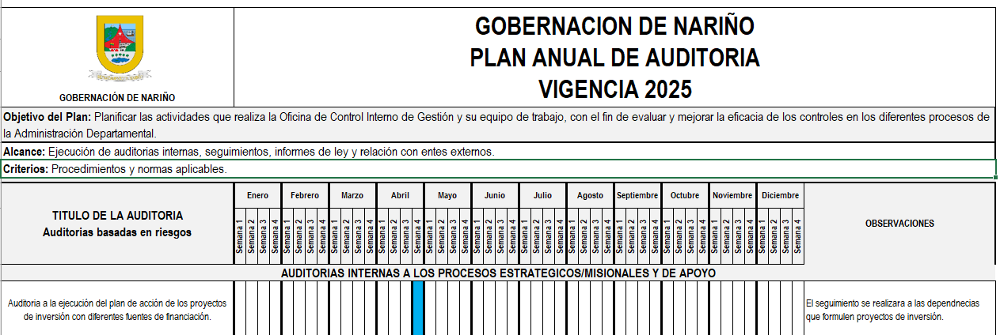 GOBERNACION DE NARIÑO
PLAN ANUAL DE AUDITORIA
VIGENCIA 2025
GOBERNACIÓN DE NARIÑO
Objetivo del Plan: Planificar las actividades que realiza la Oficina de Control Interno de Gestión y su equipo de trabajo, con el fin de evaluar y mejorar la eficacia de los controles en los diferentes procesos de
la Administración Departamental.
Alcance: Ejecución de auditorias internas, seguimientos, informes de ley y relación con entes externos.
Criterios: Procedimientos y normas aplicables.
TITULO DE LA AUDITORIA
Auditorias basadas en riesgos
Enero Febrero Marzo Abril Mayo Junio Julio Agosto Septiembre Octubre Noviembre Diciembre
Semana 1 Semana 2 Semana 3 Semana 4 Semana 1 Semana 2 Semana 3 Semana 4 Semana 1 Semana 2 Semana 3 Semana 4 Semana 1 Semana 2 Semana 3 Semana 4 Semana 1 Semana 2 Semana 3 Semana 4 Semana 1 Semana 2 Semana 3 Semana 4 Semana 1 Semana 2 Semana 3 Semana 4 Semana 1 Semana 2 Semana 3 Semana 4 Semana 1 Semana 2 Semana 3 Semana 4 Semana 1 Semana 2 Semana 3 Semana 4 Semana 1 Semana 2 Semana 3 Semana 4 Semana 1 Semana 2 Semana 3 Semana 4
OBSERVACIONES
AUDITORIAS INTERNAS A LOS PROCESOS ESTRATEGICOS/MISIONALES Y DE APOYO
Auditoria a la ejecución del plan de acción de los proyectos
de inversión con diferentes fuentes de financiación.
El seguimiento se realizara a las dependnecias
que formulen proyectos de inversión.